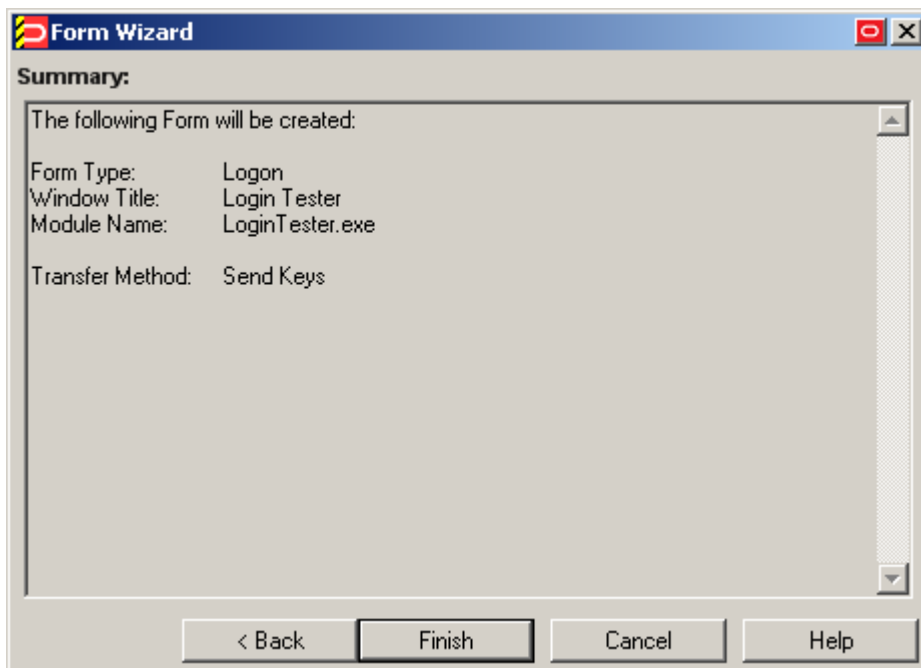 Form Wizard
Summary:
The following Form will be created:
Form Type: Logon
Window Title: Login Tester
Module Name: LoginTester.exe
Transfer Method: Send Keys
< Back Finish Cancel Help